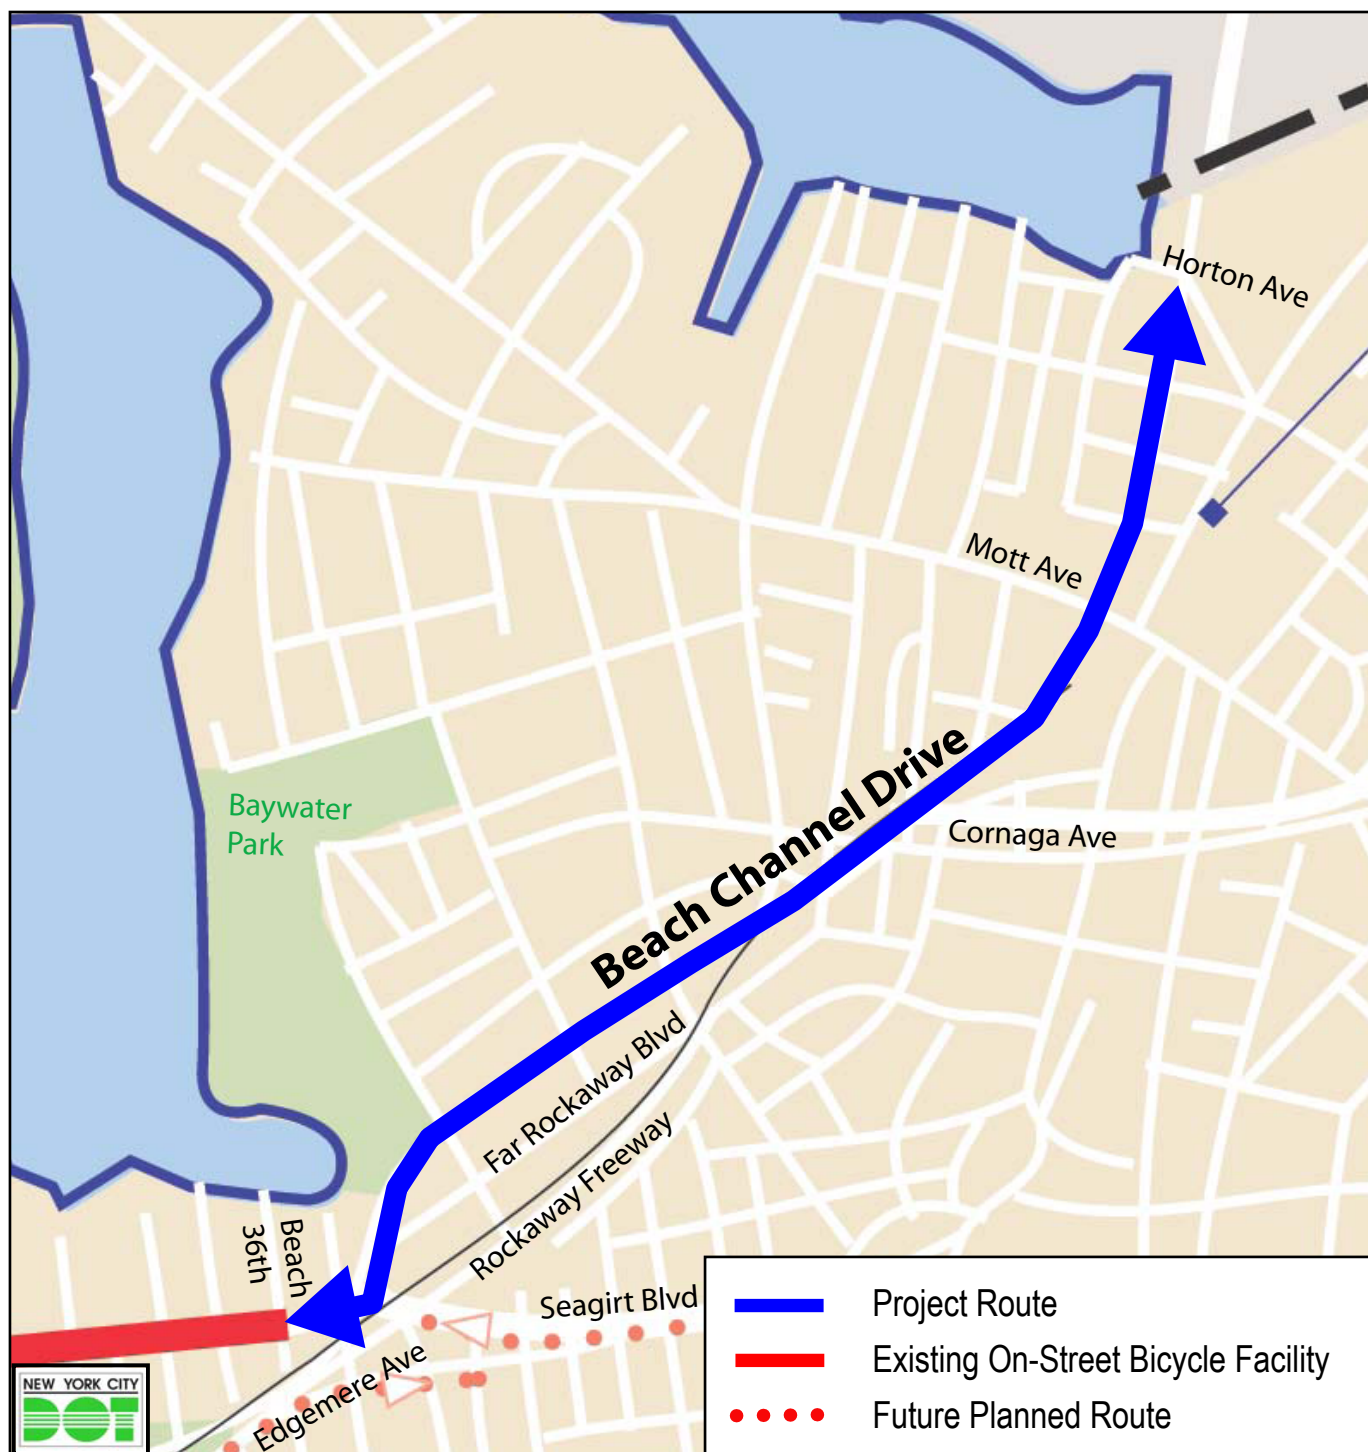 Horton Ave
Mott Ave
Beach Channel Drive
Baywater
Park
Cornaga Ave
Far Rockaway Blvd
Rockaway Freeway
Beach
36th
Seagirt Blvd
Edgemere Ave
Project Route
Existing On-Street Bicycle Facility
Future Planned Route
NEW YORK CITY
DOT